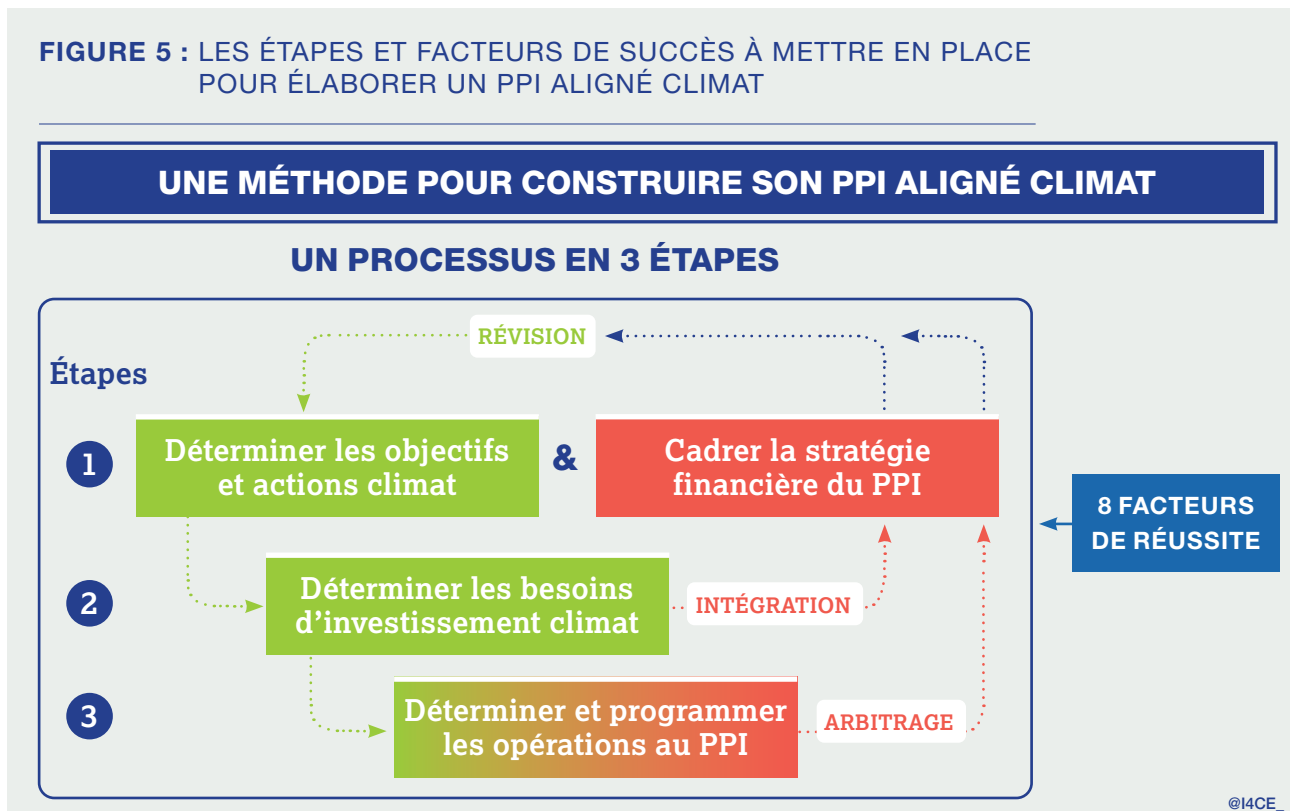 FIGURE 5 : LES ÉTAPES ET FACTEURS DE SUCCÈS À METTRE EN PLACE
POUR ÉLABORER UN PPI ALIGNÉ CLIMAT
UNE MÉTHODE POUR CONSTRUIRE SON PPI ALIGNÉ CLIMAT
UN PROCESSUS EN 3 ÉTAPES
RÉVISION
Étapes
1
Déterminer les objectifs
et actions climat
&
Cadrer la stratégie
financière du PPI
8 FACTEURS
DE RÉUSSITE
2
Déterminer les besoins
d'investissement climat
INTÉGRATION
3
Déterminer et programmer
les opérations au PPI
ARBITRAGE
@I4CE_